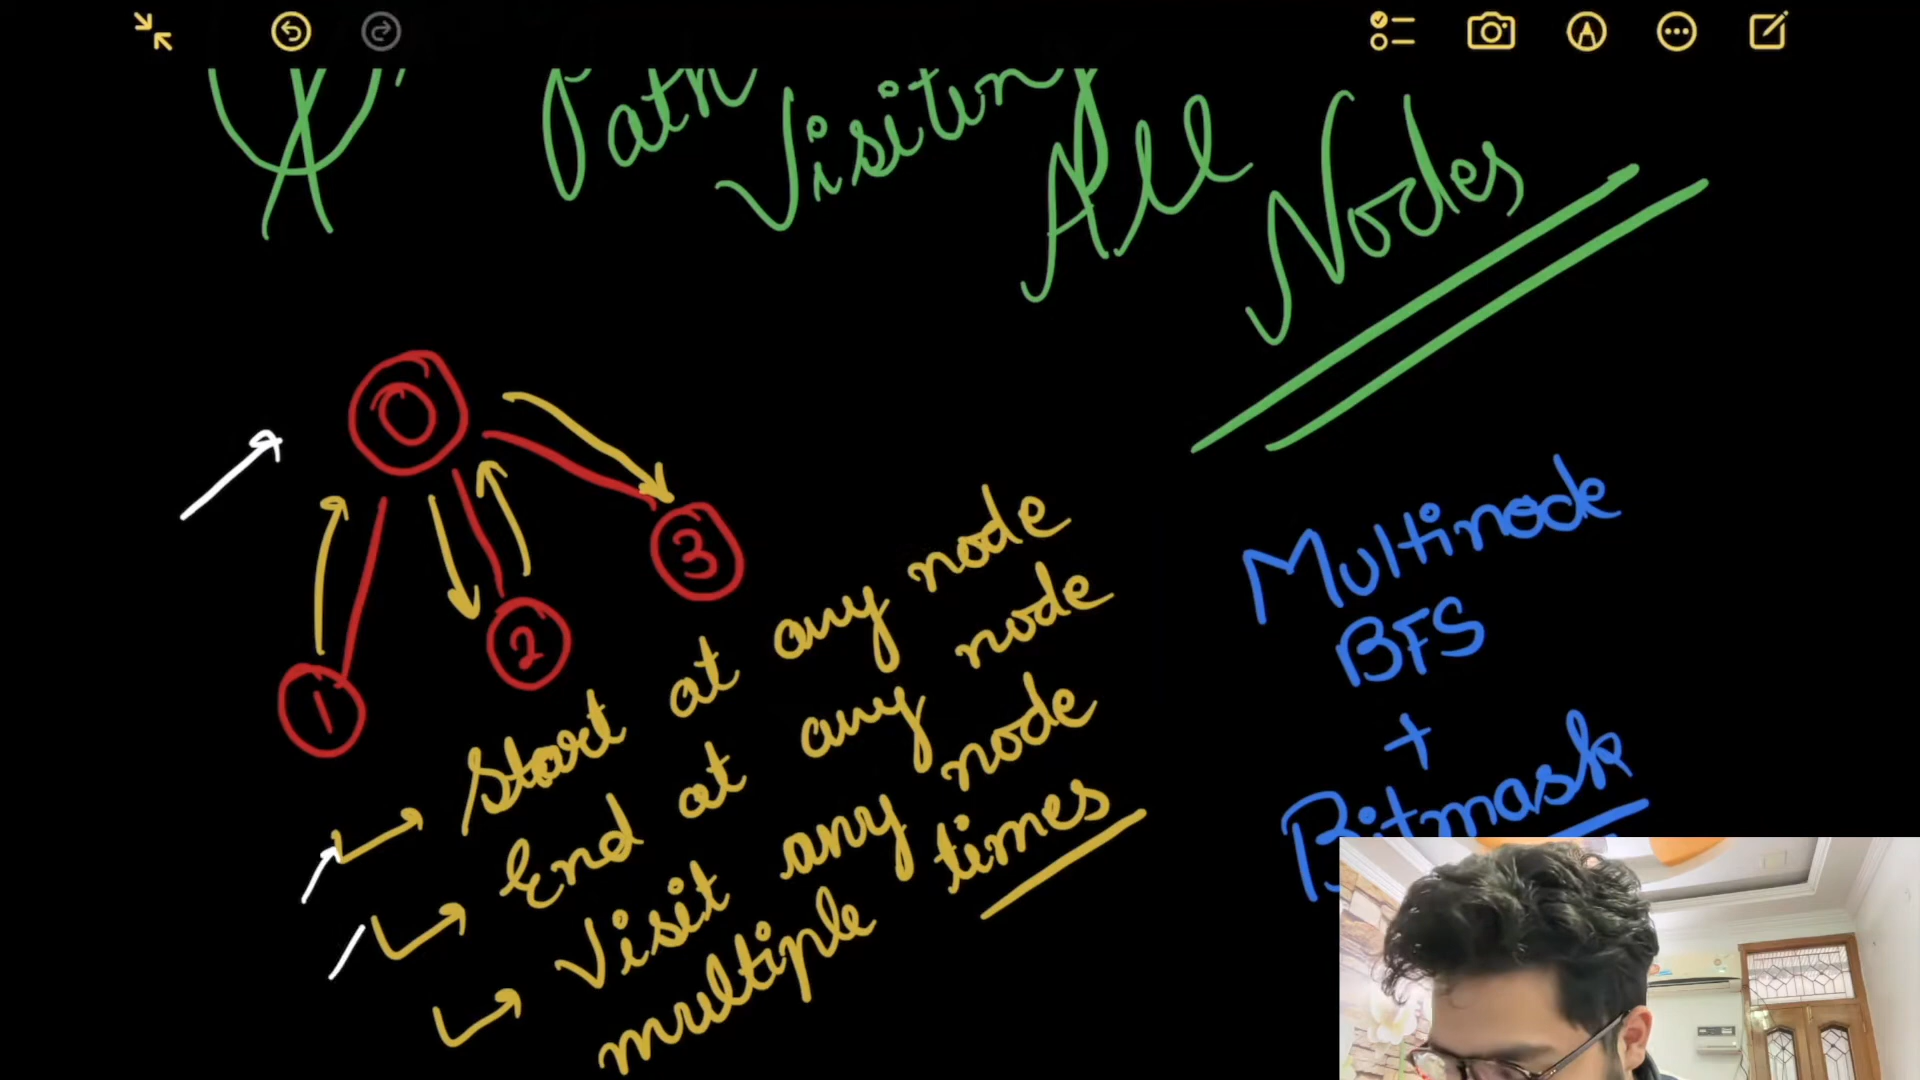 Path
Visiting
All
Nodes
0
3
2
1
Start at any node
End at any node
Visit any node
multiple times
Multinode
BFS
+
Bitmask